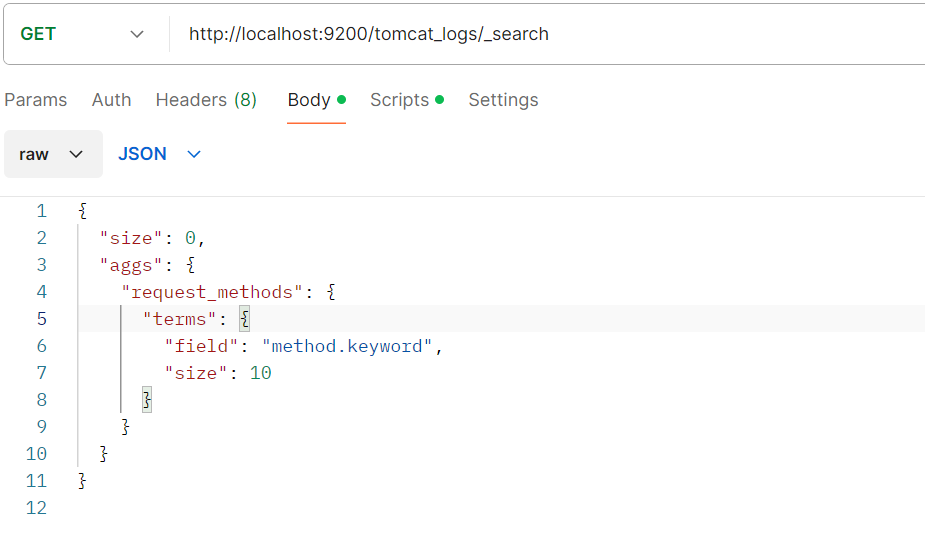 GET http://localhost:9200/tomcat_logs/_search
Params Auth Headers (8) Body Scripts Settings
raw JSON
1 {
2 "size": 0,
3 "aggs": {
4 "request_methods": {
5 "terms": {
6 "field": "method.keyword",
7 "size": 10
8 }
9 }
10 }
11 }
12